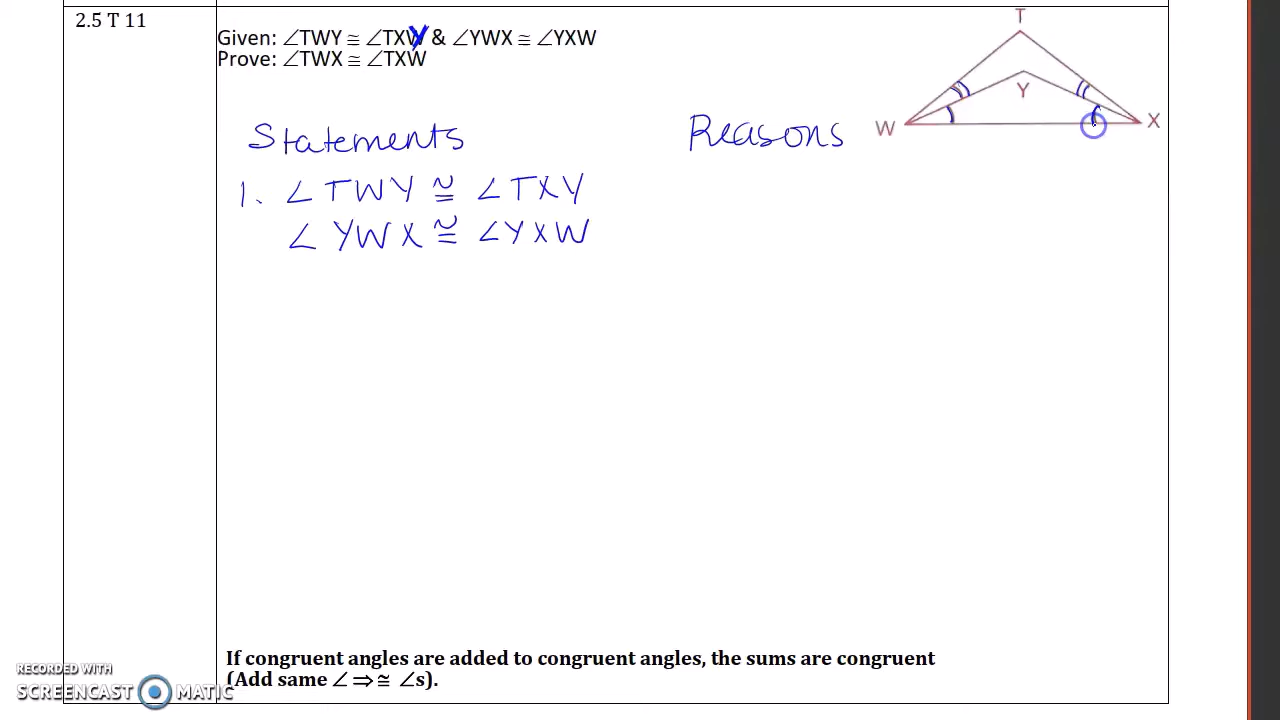 2.5 T 11
Given: ∠TWY ≅ ∠TXY & ∠YWX ≅ ∠YXW
Prove: ∠TWX ≅ ∠TXW
T
Y
W
X
Statements Reasons
1. ∠TWY ≅ ∠TXY
∠YWX ≅ ∠YXW
If congruent angles are added to congruent angles, the sums are congruent
(Add same ∠ ⇒ ≅ ∠s).
RECORDED WITH
SCREENCAST MATIC